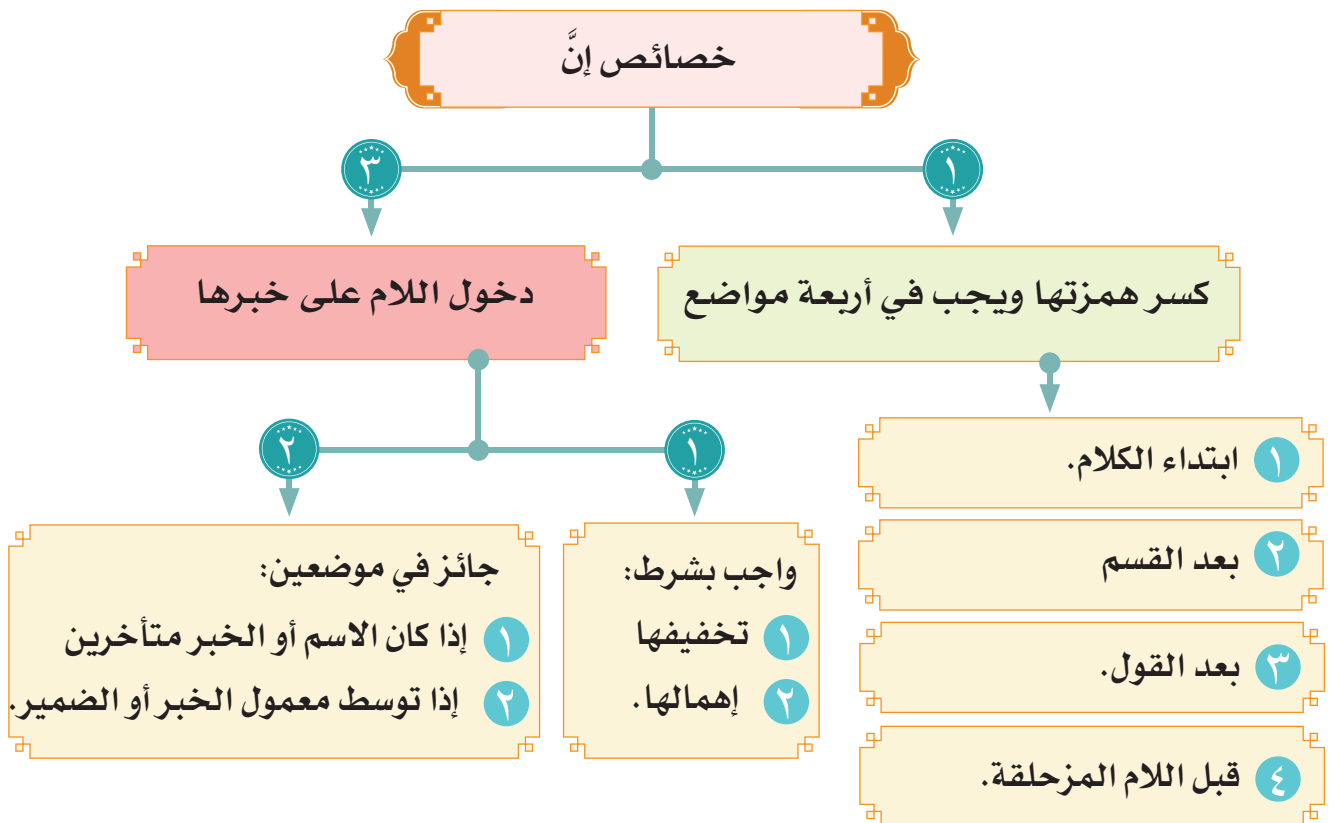 خصائص إنَّ
١
كسر همزتها ويجب في أربعة مواضع
١ ابتداء الكلام.
٢ بعد القسم
٣ بعد القول.
٤ قبل اللام المزحلقة.
٣
دخول اللام على خبرها
١
واجب بشرط:
١ تخفيفها
٢ إهمالها.
٢
جائز في موضعين:
١ إذا كان الاسم أو الخبر متأخرين
٢ إذا توسط معمول الخبر أو الضمير.